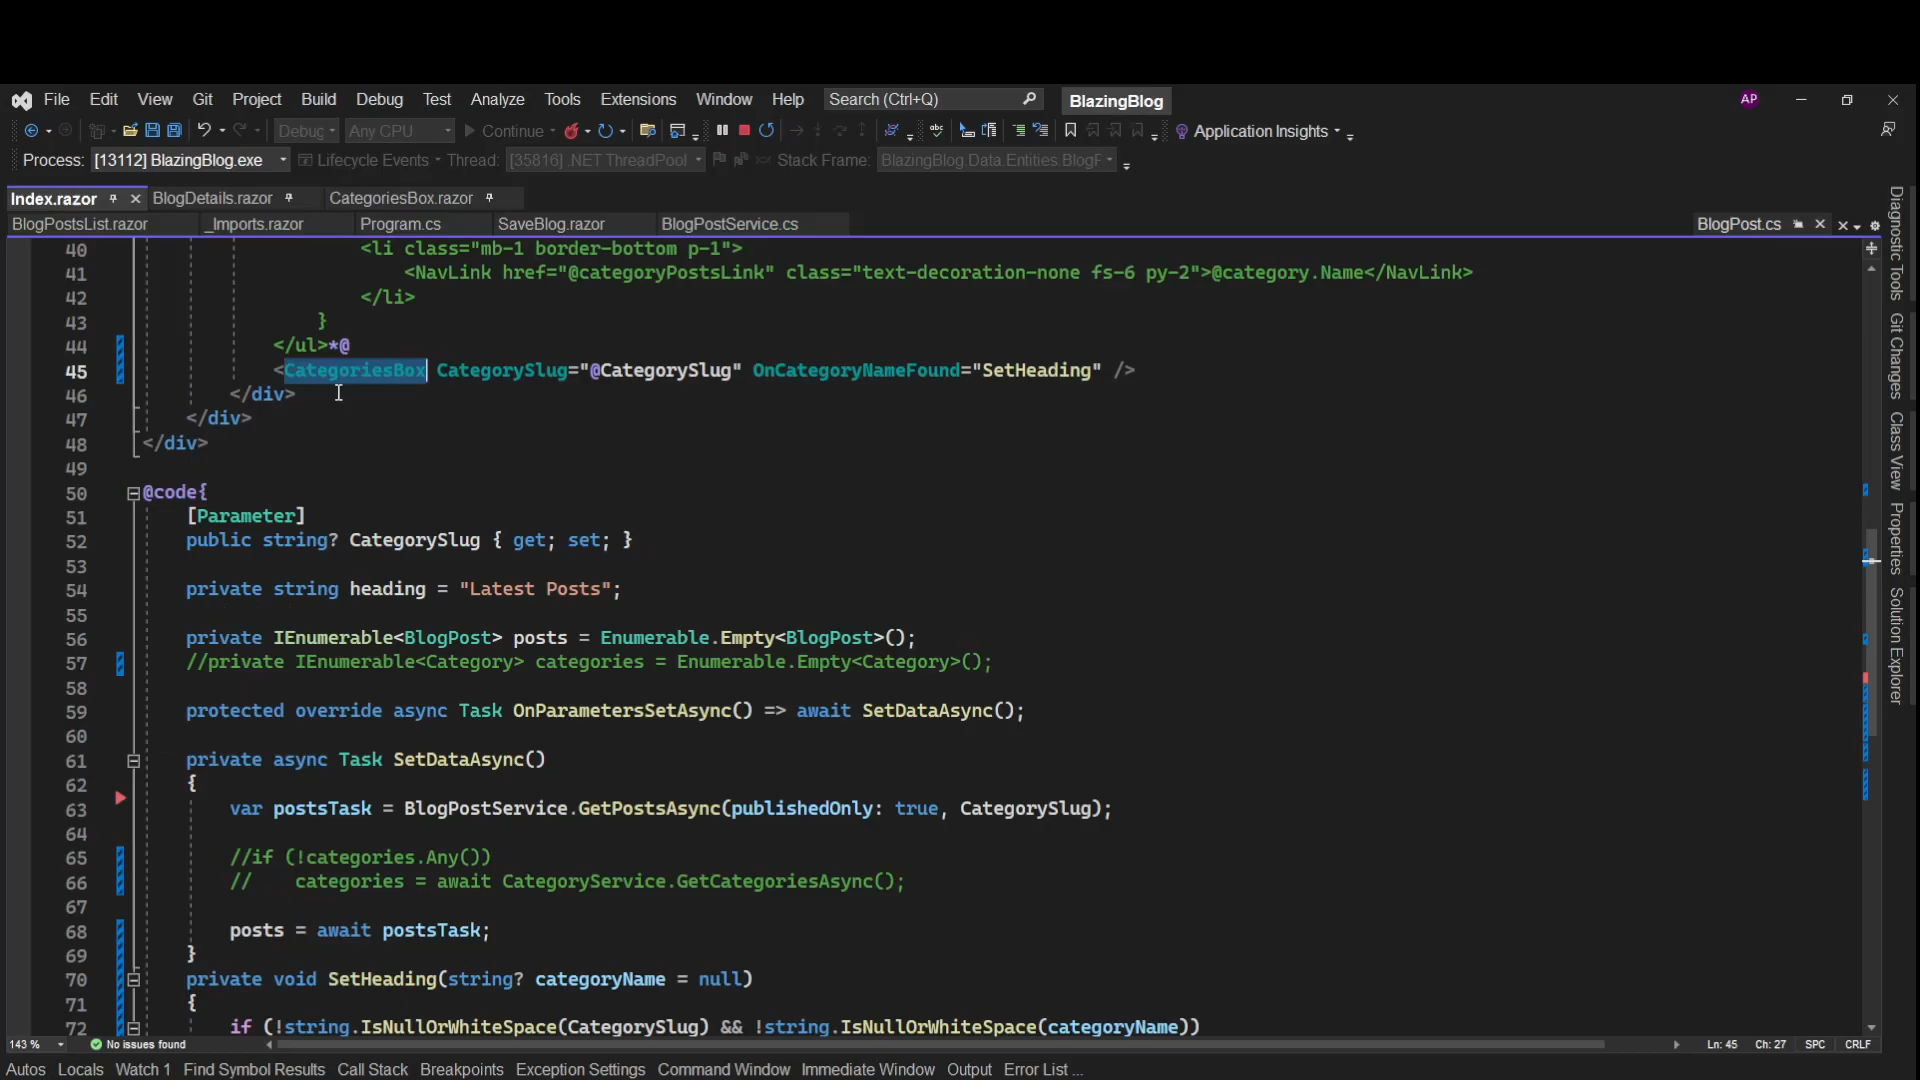 File Edit View Git Project Build Debug Test Analyze Tools Extensions Window Help Search (Ctrl+Q) BlazingBlog AP
Debug Any CPU Continue Application Insights
Process: [13112] BlazingBlog.exe Lifecycle Events Thread: [35816] .NET ThreadPool Stack Frame: BlazingBlog.Data.Entities.BlogF
Index.razor BlogDetails.razor CategoriesBox.razor
BlogPostsList.razor _Imports.razor Program.cs SaveBlog.razor BlogPostService.cs BlogPost.cs
40 <li class="mb-1 border-bottom p-1">
41 <NavLink href="@categoryPostsLink" class="text-decoration-none fs-6 py-2">@category.Name</NavLink>
42 </li>
43 }
44 </ul>*@
45 <CategoriesBox CategorySlug="@CategorySlug" OnCategoryNameFound="SetHeading" />
46 </div>
47 </div>
48 </div>
49
50 @code{
51 [Parameter]
52 public string? CategorySlug { get; set; }
53
54 private string heading = "Latest Posts";
55
56 private IEnumerable<BlogPost> posts = Enumerable.Empty<BlogPost>();
57 //private IEnumerable<Category> categories = Enumerable.Empty<Category>();
58
59 protected override async Task OnParametersSetAsync() => await SetDataAsync();
60
61 private async Task SetDataAsync()
62 {
63 var postsTask = BlogPostService.GetPostsAsync(publishedOnly: true, CategorySlug);
64
65 //if (!categories.Any())
66 // categories = await CategoryService.GetCategoriesAsync();
67
68 posts = await postsTask;
69 }
70 private void SetHeading(string? categoryName = null)
71 {
72 if (!string.IsNullOrWhiteSpace(CategorySlug) && !string.IsNullOrWhiteSpace(categoryName))
143 % No issues found Ln: 45 Ch: 27 SPC CRLF
Autos Locals Watch 1 Find Symbol Results Call Stack Breakpoints Exception Settings Command Window Immediate Window Output Error List ...
Diagnostic Tools
Git Changes
Class View
Properties
Solution Explorer